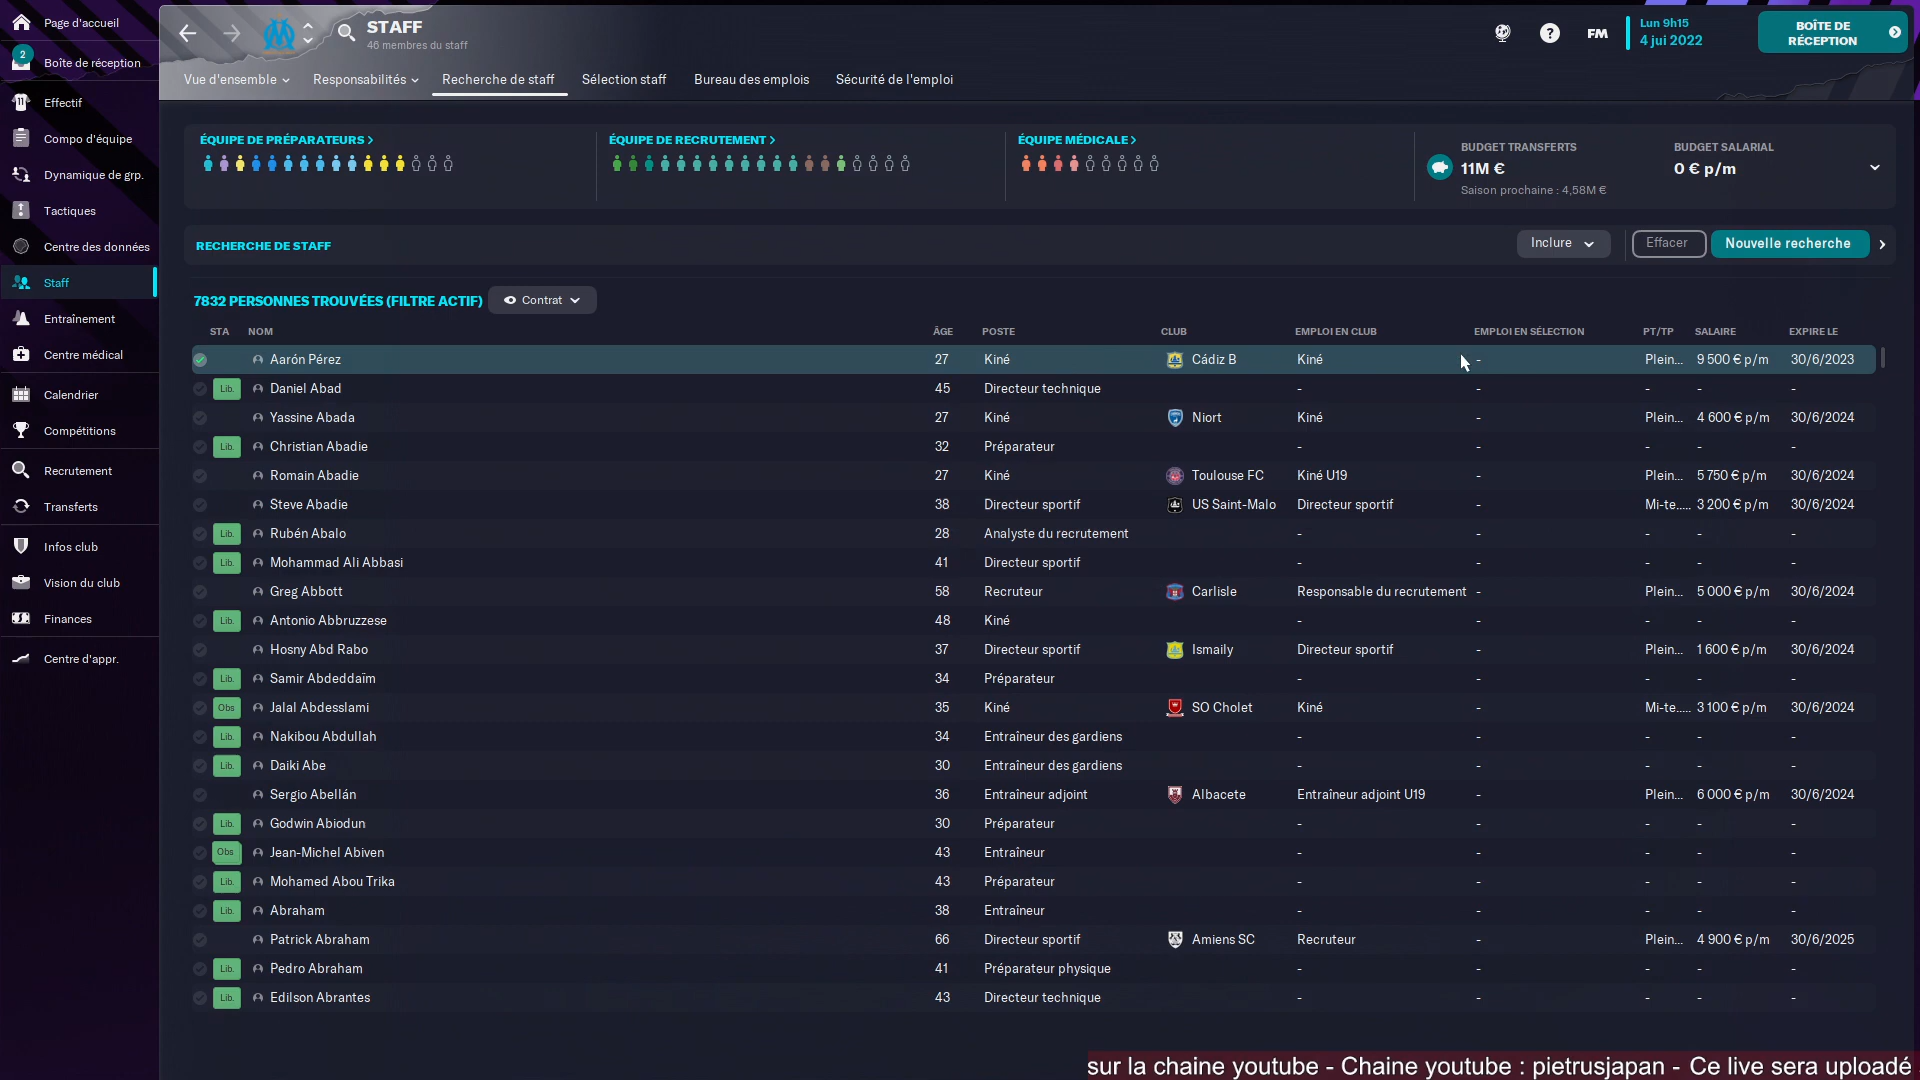 Page d'accueil
2
Boîte de réception
Effectif
Compo d'équipe
Dynamique de grp.
Tactiques
Centre des données
Staff
Entraînement
Centre médical
Calendrier
Compétitions
Recrutement
Transferts
Infos club
Vision du club
Finances
Centre d'appr.
STAFF
46 membres du staff
FM
Lun 9h15
4 jui 2022
BOÎTE DE
RÉCEPTION
Vue d'ensemble Responsabilités Recherche de staff Sélection staff Bureau des emplois Sécurité de l'emploi
ÉQUIPE DE PRÉPARATEURS >
ÉQUIPE DE RECRUTEMENT >
ÉQUIPE MÉDICALE >
BUDGET TRANSFERTS
11M €
Saison prochaine : 4,58M €
BUDGET SALARIAL
0 € p/m
RECHERCHE DE STAFF Inclure Effacer Nouvelle recherche
7832 PERSONNES TROUVÉES (FILTRE ACTIF) Contrat
STA NOM ÂGE POSTE CLUB EMPLOI EN CLUB EMPLOI EN SÉLECTION PT/TP SALAIRE EXPIRE LE
Aarón Pérez 27 Kiné Cádiz B Kiné - Plein... 9 500 € p/m 30/6/2023
Lib. Daniel Abad 45 Directeur technique - - - - -
Yassine Abada 27 Kiné Niort Kiné - Plein... 4 600 € p/m 30/6/2024
Lib. Christian Abadie 32 Préparateur - - - - -
Romain Abadie 27 Kiné Toulouse FC Kiné U19 - Plein... 5 750 € p/m 30/6/2024
Steve Abadie 38 Directeur sportif US Saint-Malo Directeur sportif - Mi-te..... 3 200 € p/m 30/6/2024
Lib. Rubén Abalo 28 Analyste du recrutement - - - - -
Lib. Mohammad Ali Abbasi 41 Directeur sportif - - - - -
Greg Abbott 58 Recruteur Carlisle Responsable du recrutement - Plein... 5 000 € p/m 30/6/2024
Lib. Antonio Abbruzzese 48 Kiné - - - - -
Hosny Abd Rabo 37 Directeur sportif Ismaily Directeur sportif - Plein... 1 600 € p/m 30/6/2024
Lib. Samir Abdeddaïm 34 Préparateur - - - - -
Obs Jalal Abdesslami 35 Kiné SO Cholet Kiné - Mi-te..... 3 100 € p/m 30/6/2024
Lib. Nakibou Abdullah 34 Entraîneur des gardiens - - - - -
Lib. Daiki Abe 30 Entraîneur des gardiens - - - - -
Sergio Abellán 36 Entraîneur adjoint Albacete Entraîneur adjoint U19 - Plein... 6 000 € p/m 30/6/2024
Lib. Godwin Abiodun 30 Préparateur - - - - -
Obs Jean-Michel Abiven 43 Entraîneur - - - - -
Lib. Mohamed Abou Trika 43 Préparateur - - - - -
Lib. Abraham 38 Entraîneur - - - - -
Patrick Abraham 66 Directeur sportif Amiens SC Recruteur - Plein... 4 900 € p/m 30/6/2025
Lib. Pedro Abraham 41 Préparateur physique - - - - -
Lib. Edilson Abrantes 43 Directeur technique - - - - -
sur la chaine youtube - Chaine youtube : pietrusjapan - Ce live sera uploadé